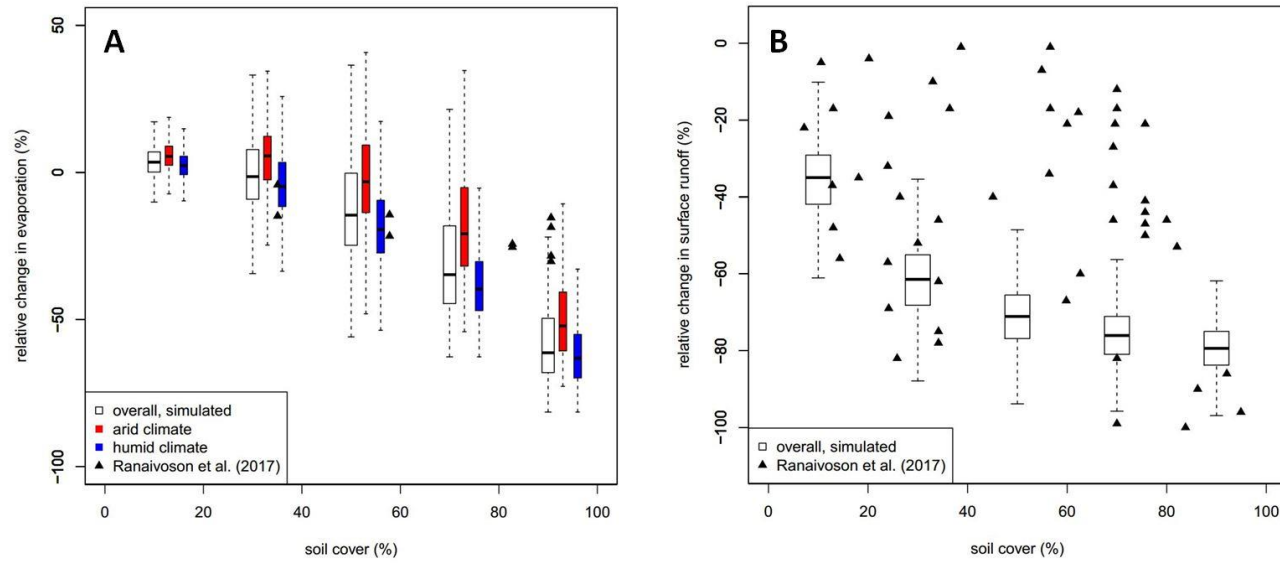 A
relative change in evaporation (%)
50
0
−50
−100
overall, simulated
arid climate
humid climate
Ranaivoson et al. (2017)
0 20 40 60 80 100
soil cover (%)
B
relative change in surface runoff (%)
0
−20
−40
−60
−80
−100
overall, simulated
Ranaivoson et al. (2017)
0 20 40 60 80 100
soil cover (%)